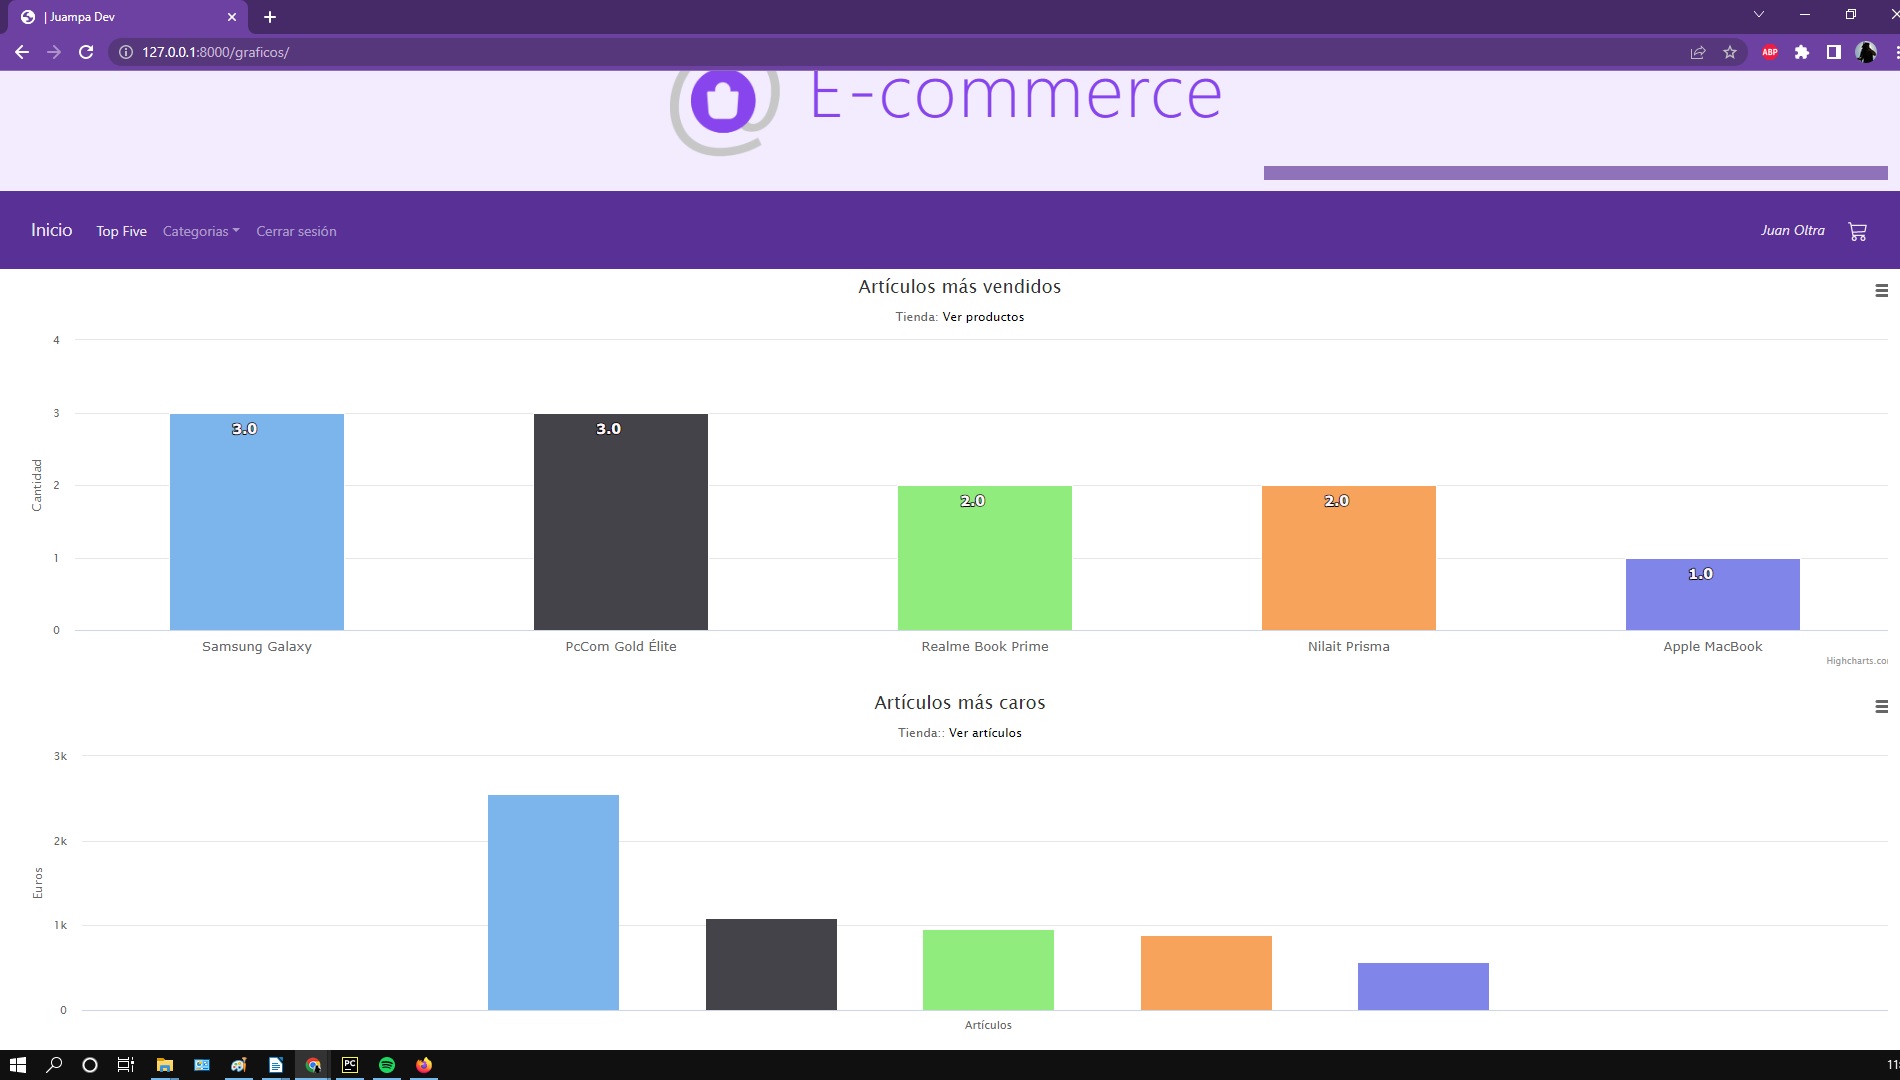 | Juampa Dev
127.0.0.1:8000/graficos/
ABP
E-commerce
Inicio Top Five Categorias Cerrar sesión Juan Oltra
Artículos más vendidos
Tienda: Ver productos
Cantidad
4
3
2
1
0
3.0 3.0 2.0 2.0 1.0
Samsung Galaxy PcCom Gold Élite Realme Book Prime Nilait Prisma Apple MacBook
Highcharts.co
Artículos más caros
Tienda:: Ver artículos
Euros
3k
2k
1k
0
Artículos
PC
11